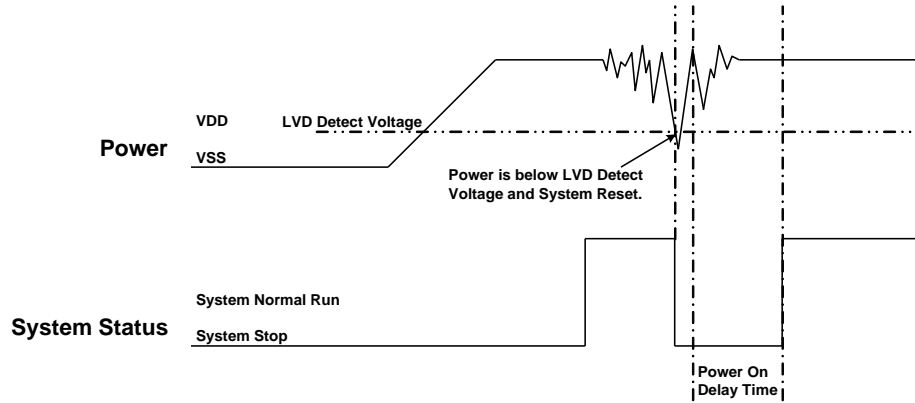 VDD
LVD Detect Voltage
Power
VSS
Power is below LVD Detect
Voltage and System Reset.
System Normal Run
System Status
System Stop
Power On
Delay Time